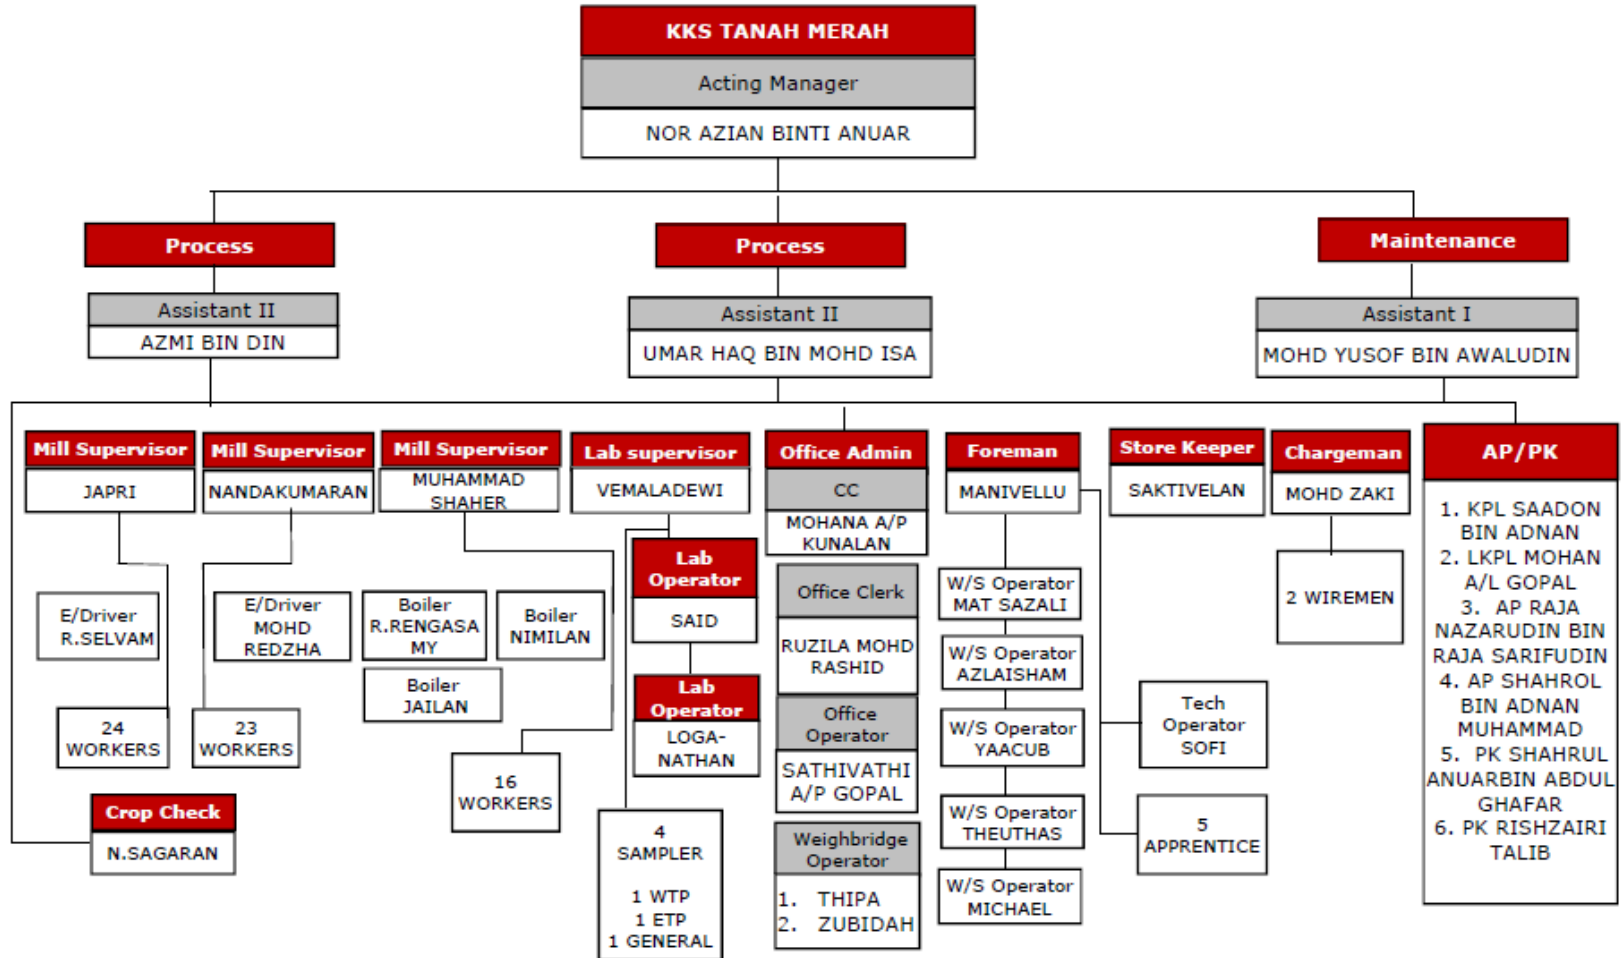 KKS TANAH MERAH
Acting Manager
NOR AZIAN BINTI ANUAR
Process
Assistant II
AZMI BIN DIN
Process
Assistant II
UMAR HAQ BIN MOHD ISA
Maintenance
Assistant I
MOHD YUSOF BIN AWALUDIN
Mill Supervisor
JAPRI
E/Driver
R.SELVAM
24
WORKERS
Crop Check
N.SAGARAN
Mill Supervisor
NANDAKUMARAN
E/Driver
MOHD
REDZHA
23
WORKERS
Mill Supervisor
MUHAMMAD
SHAHER
Boiler
R.RENGASA
MY
Boiler
NIMILAN
Boiler
JAILAN
16
WORKERS
Lab supervisor
VEMALADEWI
Lab
Operator
SAID
Lab
Operator
LOGA-
NATHAN
4
SAMPLER
1 WTP
1 ETP
1 GENERAL
Office Admin
CC
MOHANA A/P
KUNALAN
Office Clerk
RUZILA MOHD
RASHID
Office
Operator
SATHIVATHI
A/P GOPAL
Weighbridge
Operator
1. THIPA
2. ZUBIDAH
Foreman
MANIVELLU
W/S Operator
MAT SAZALI
W/S Operator
AZLAISHAM
W/S Operator
YAACUB
W/S Operator
THEUTHAS
W/S Operator
MICHAEL
Tech
Operator
SOFI
5
APPRENTICE
Store Keeper
SAKTIVELAN
Chargeman
MOHD ZAKI
2 WIREMEN
AP/PK
1. KPL SAADON
BIN ADNAN
2. LKPL MOHAN
A/L GOPAL
3. AP RAJA
NAZARUDIN BIN
RAJA SARIFUDIN
4. AP SHAHROL
BIN ADNAN
MUHAMMAD
5. PK SHAHRUL
ANUARBIN ABDUL
GHAFAR
6. PK RISHZAIRI
TALIB